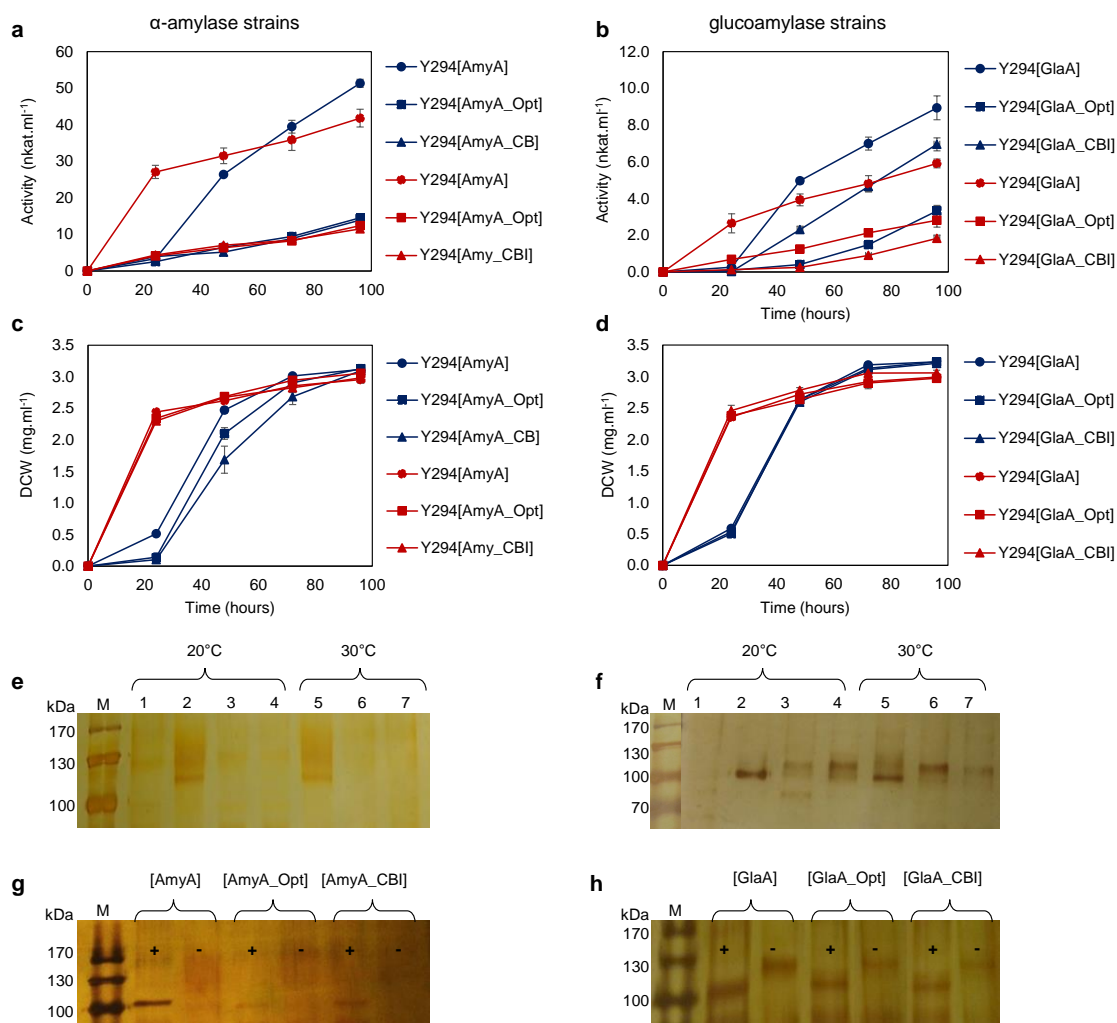 α-amylase strains
glucoamylase strains
a
60
50
40
30
20
10
0
Activity (nkat.ml-1)
0 20 40 60 80 100
Time (hours)
Y294[AmyA]
Y294[AmyA_Opt]
Y294[AmyA_CB]
Y294[AmyA]
Y294[AmyA_Opt]
Y294[Amy_CBI]
b
12.0
10.0
8.0
6.0
4.0
2.0
0.0
Activity (nkat.ml-1)
0 20 40 60 80 100
Time (hours)
Y294[GlaA]
Y294[GlaA_Opt]
Y294[GlaA_CBI]
Y294[GlaA]
Y294[GlaA_Opt]
Y294[GlaA_CBI]
c
3.5
3.0
2.5
2.0
1.5
1.0
0.5
0.0
DCW (mg.ml-1)
0 20 40 60 80 100
Time (hours)
Y294[AmyA]
Y294[AmyA_Opt]
Y294[AmyA_CB]
Y294[AmyA]
Y294[AmyA_Opt]
Y294[Amy_CBI]
d
3.5
3.0
2.5
2.0
1.5
1.0
0.5
0.0
DCW (mg.ml-1)
0 20 40 60 80 100
Time (hours)
Y294[GlaA]
Y294[GlaA_Opt]
Y294[GlaA_CBI]
Y294[GlaA]
Y294[GlaA_Opt]
Y294[GlaA_CBI]
e
20°C 30°C
kDa M 1 2 3 4 5 6 7
170
130
100
f
20°C 30°C
kDa M 1 2 3 4 5 6 7
170
130
100
70
g
[AmyA] [AmyA_Opt] [AmyA_CBI]
kDa M
+ - + - + -
170
130
100
h
[GlaA] [GlaA_Opt] [GlaA_CBI]
kDa M
170
+ - + - + -
130
100